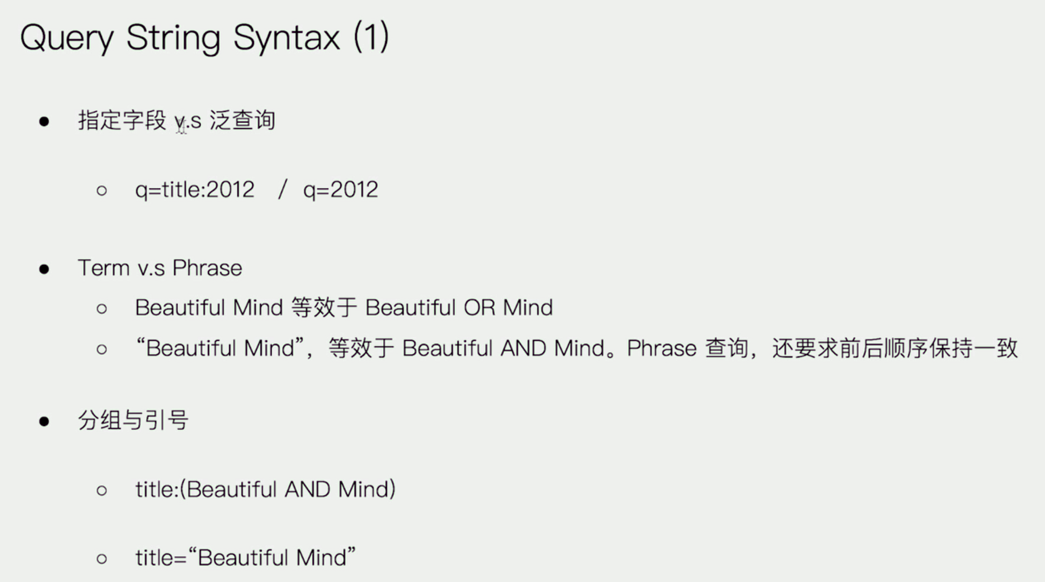 Query String Syntax (1)
● 指定字段 v.s 泛查询
○ q=title:2012 / q=2012
● Term v.s Phrase
○ Beautiful Mind 等效于 Beautiful OR Mind
○ “Beautiful Mind”，等效于 Beautiful AND Mind。Phrase 查询，还要求前后顺序保持一致
● 分组与引号
○ title:(Beautiful AND Mind)
○ title=“Beautiful Mind”